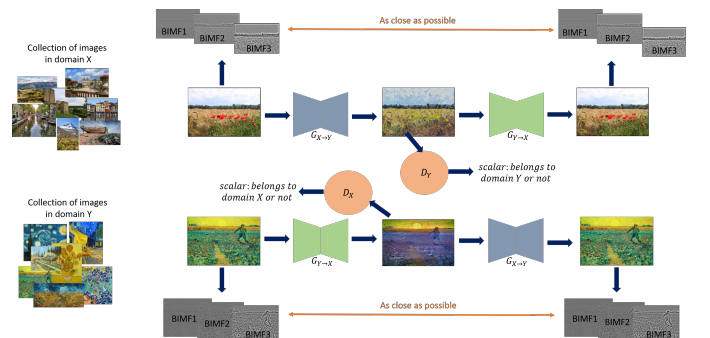 BIMF1
BIMF2
BIMF3
As close as possible
BIMF1
BIMF2
BIMF3
Collection of images
in domain X
G_{X→Y}
G_{Y→X}
D_Y
scalar: belongs to
domain Y or not
scalar: belongs to
domain X or not
D_X
Collection of images
in domain Y
G_{Y→X}
G_{X→Y}
As close as possible
BIMF1
BIMF2
BIMF3
BIMF1
BIMF2
BIMF3